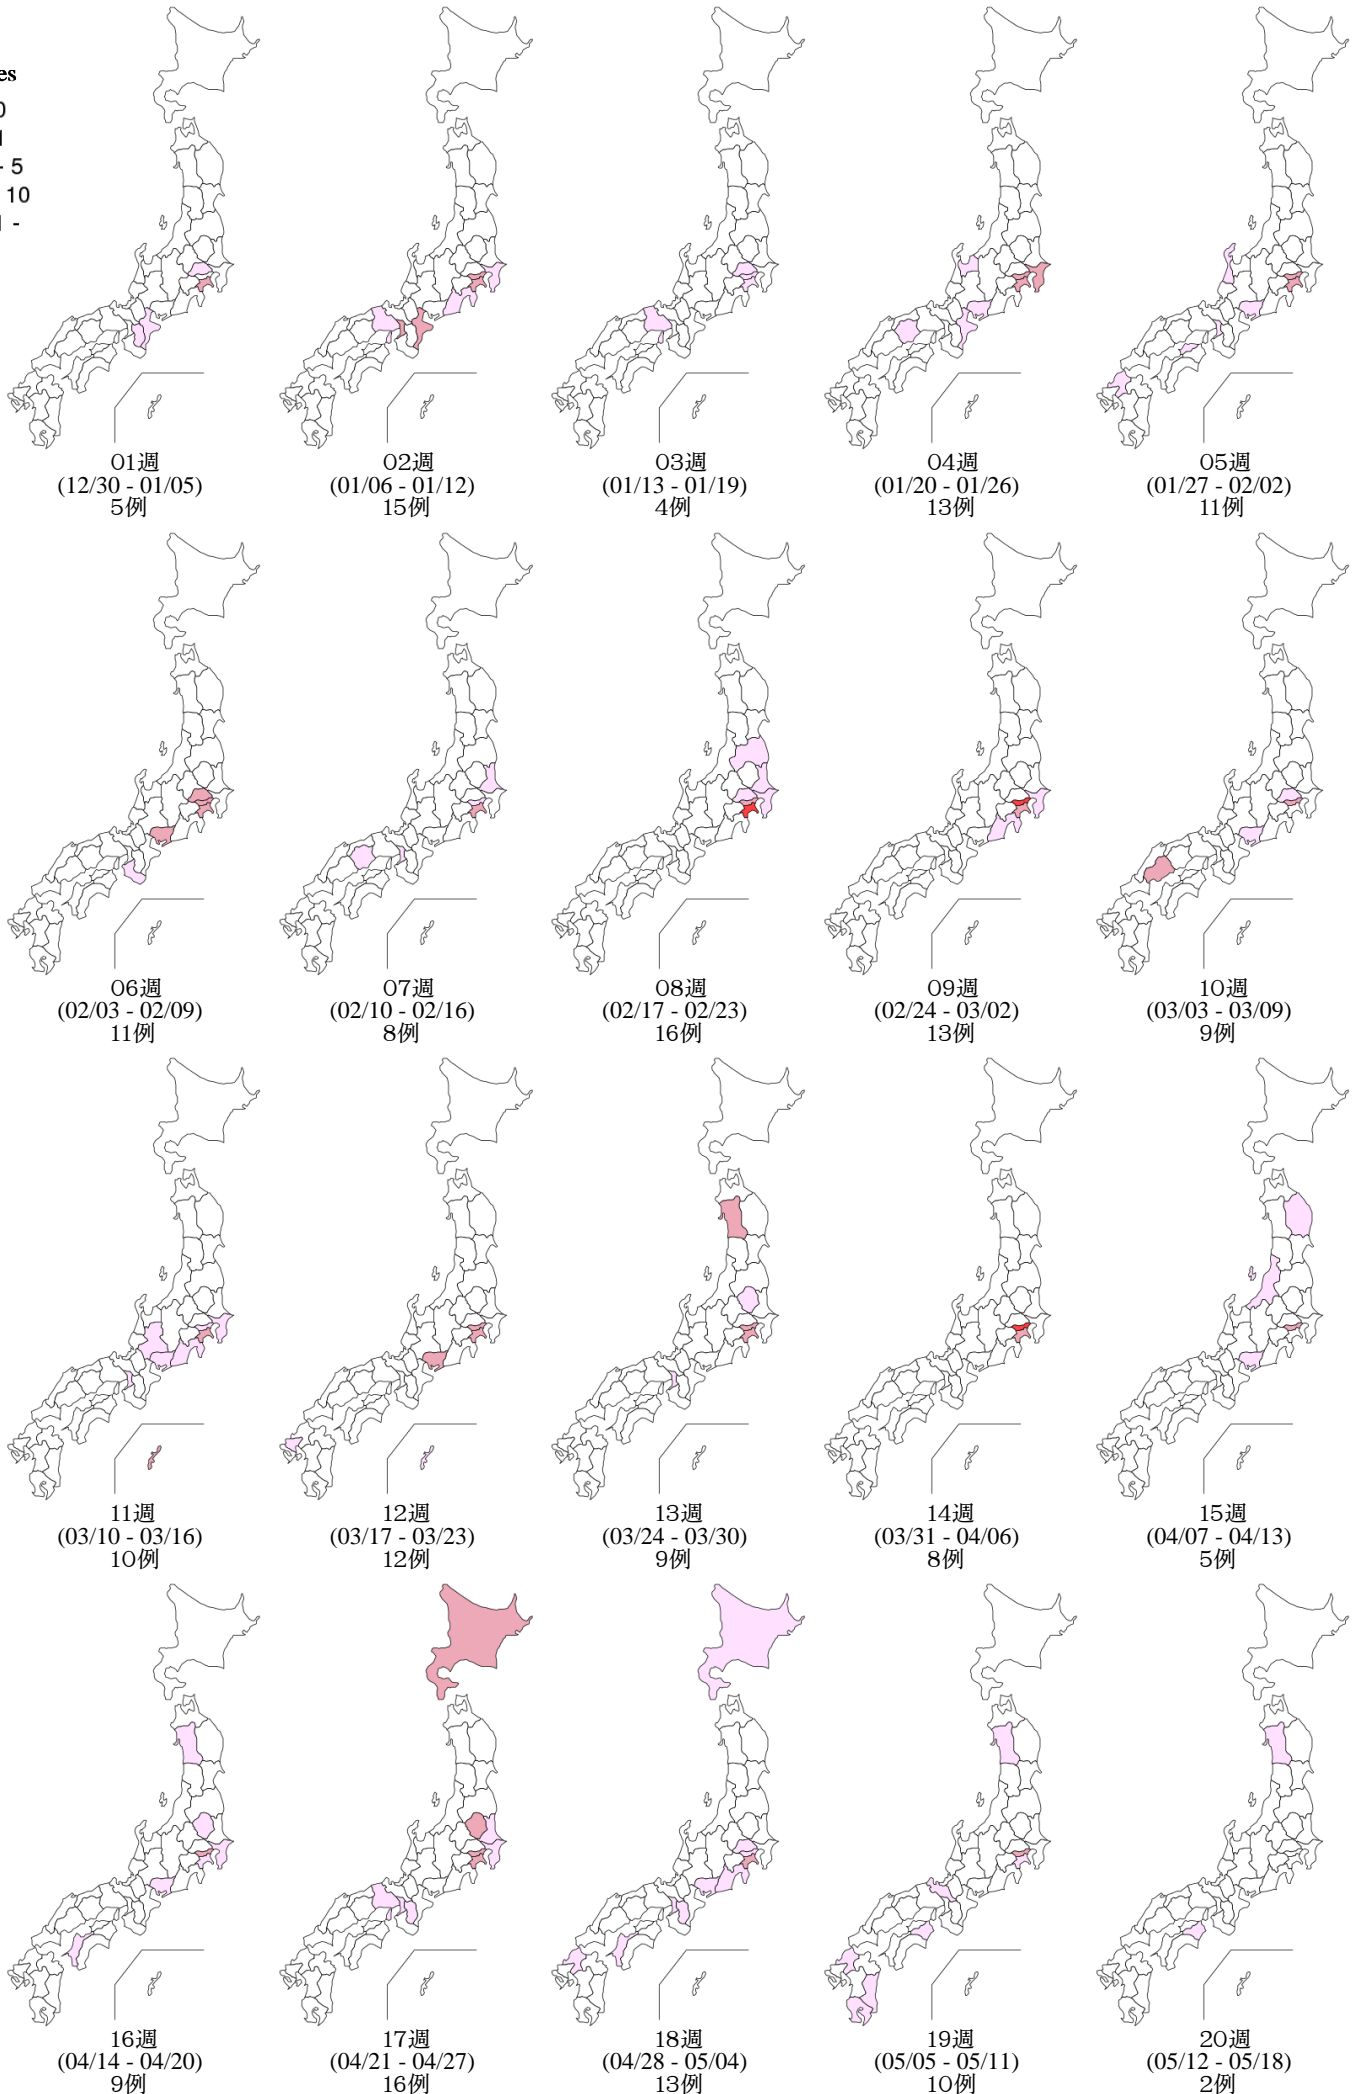 es
0
1
- 5
10
1 -
01週
(12/30 - 01/05)
5例
02週
(01/06 - 01/12)
15例
03週
(01/13 - 01/19)
4例
04週
(01/20 - 01/26)
13例
05週
(01/27 - 02/02)
11例
06週
(02/03 - 02/09)
11例
07週
(02/10 - 02/16)
8例
08週
(02/17 - 02/23)
16例
09週
(02/24 - 03/02)
13例
10週
(03/03 - 03/09)
9例
11週
(03/10 - 03/16)
10例
12週
(03/17 - 03/23)
12例
13週
(03/24 - 03/30)
9例
14週
(03/31 - 04/06)
8例
15週
(04/07 - 04/13)
5例
16週
(04/14 - 04/20)
9例
17週
(04/21 - 04/27)
16例
18週
(04/28 - 05/04)
13例
19週
(05/05 - 05/11)
10例
20週
(05/12 - 05/18)
2例